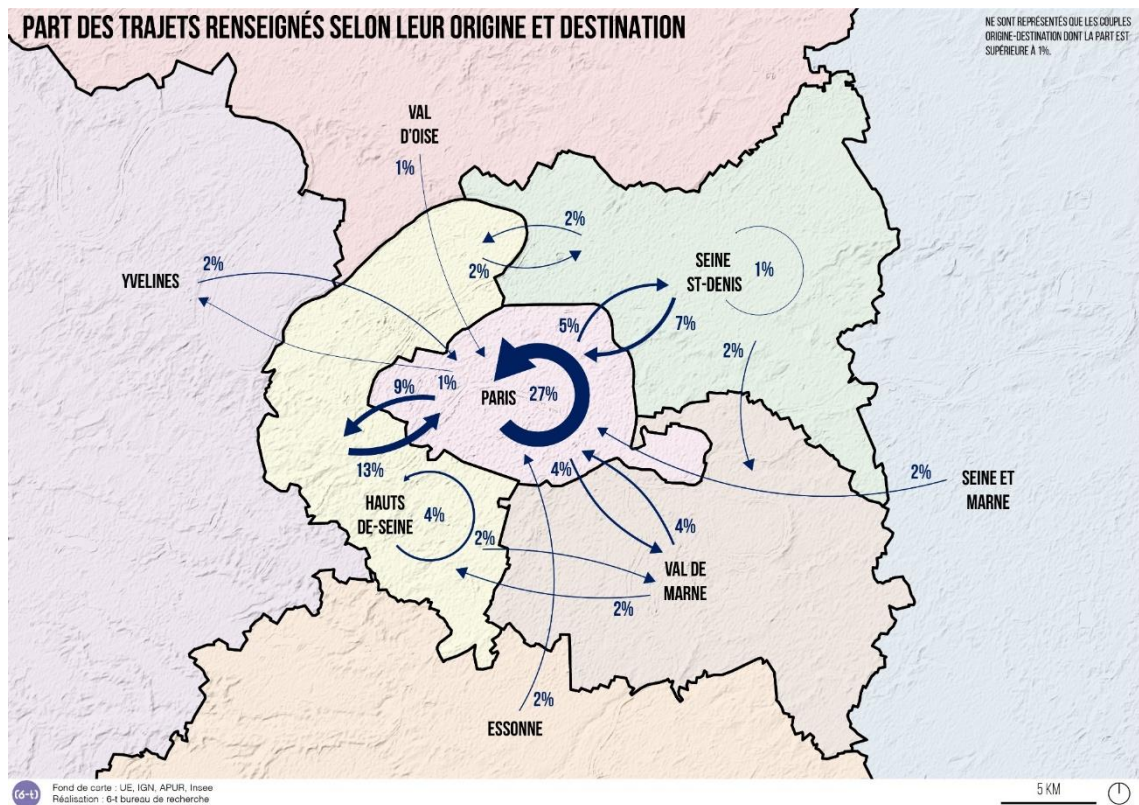 PART DES TRAJETS RENSEIGNÉS SELON LEUR ORIGINE ET DESTINATION
NE SONT REPRÉSENTÉS QUE LES COUPLES
ORIGINE-DESTINATION DONT LA PART EST
SUPÉRIEURE À 1%.
VAL
D'OISE
1%
2%
2%
YVELINES
2%
SEINE
ST-DENIS
1%
5%
7%
2%
9%
1%
PARIS
27%
13%
4%
HAUTS
DE-SEINE
4%
2%
4%
VAL DE
MARNE
2%
2%
SEINE ET
MARNE
2%
ESSONNE
(6-t)
Fond de carte : UE, IGN, APUR, Insee
Réalisation : 6-t bureau de recherche
5 KM